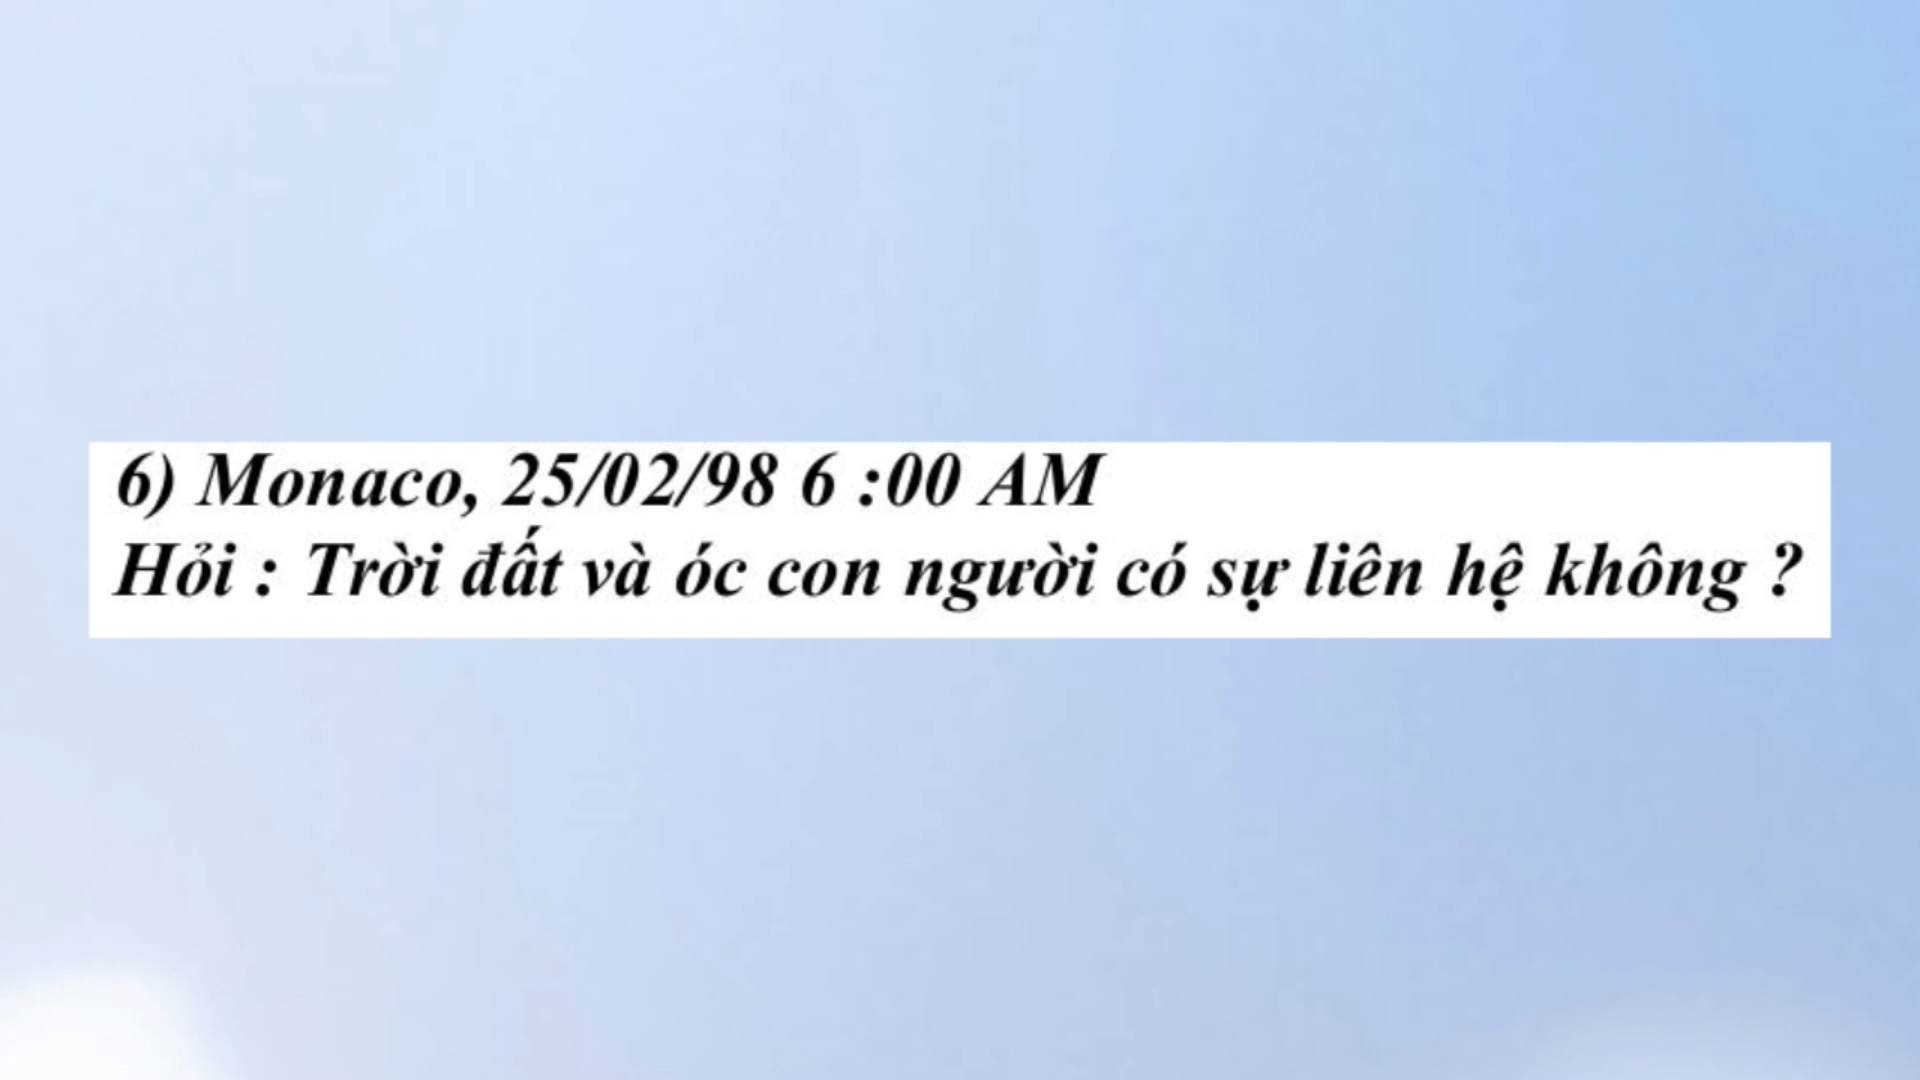 6) Monaco, 25/02/98 6 :00 AM
Hỏi : Trời đất và óc con người có sự liên hệ không ?